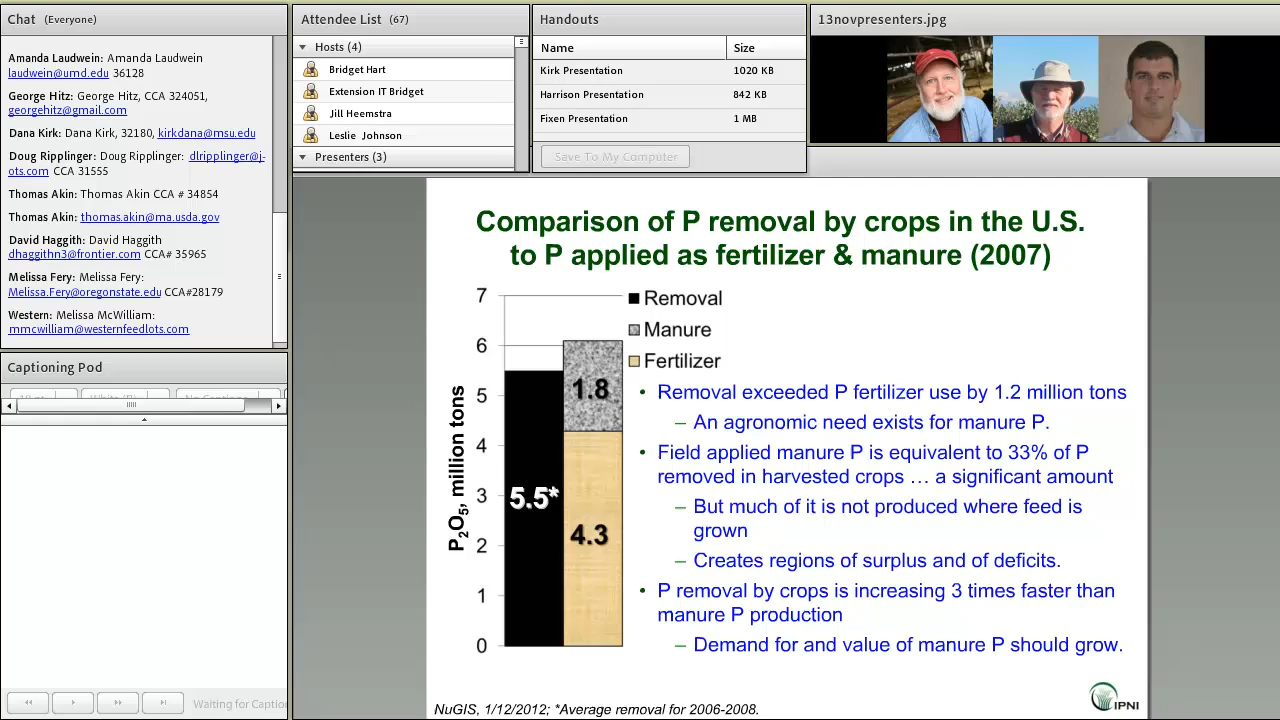 Chat (Everyone)
Amanda Laudwein: Amanda Laudwein
laudwein@umd.edu 36128
George Hitz: George Hitz, CCA 324051,
georgehitz@gmail.com
Dana Kirk: Dana Kirk, 32180, kirkdana@msu.edu
Doug Ripplinger: Doug Ripplinger: dlripplinger@j-
ots.com CCA 31555
Thomas Akin: Thomas Akin CCA # 34854
Thomas Akin: thomas.akin@ma.usda.gov
David Haggith: David Haggith
dhaggithn3@frontier.com CCA# 35965
Melissa Fery: Melissa Fery:
Melissa.Fery@oregonstate.edu CCA#28179
Western: Melissa McWilliam:
mmcwilliam@westernfeedlots.com
Captioning Pod
Waiting for Captio
Attendee List (67)
Hosts (4)
Bridget Hart
Extension IT Bridget
Jill Heemstra
Leslie Johnson
Presenters (3)
Handouts
Name Size
Kirk Presentation 1020 KB
Harrison Presentation 842 KB
Fixen Presentation 1 MB
Save To My Computer
13novpresenters.jpg
Comparison of P removal by crops in the U.S.
to P applied as fertilizer & manure (2007)
P2O5, million tons
7
6
5
4
3
2
1
0
5.5*
1.8
4.3
Removal
Manure
Fertilizer
• Removal exceeded P fertilizer use by 1.2 million tons
– An agronomic need exists for manure P.
• Field applied manure P is equivalent to 33% of P
removed in harvested crops … a significant amount
– But much of it is not produced where feed is
grown
– Creates regions of surplus and of deficits.
• P removal by crops is increasing 3 times faster than
manure P production
– Demand for and value of manure P should grow.
NuGIS, 1/12/2012; *Average removal for 2006-2008.
IPNI